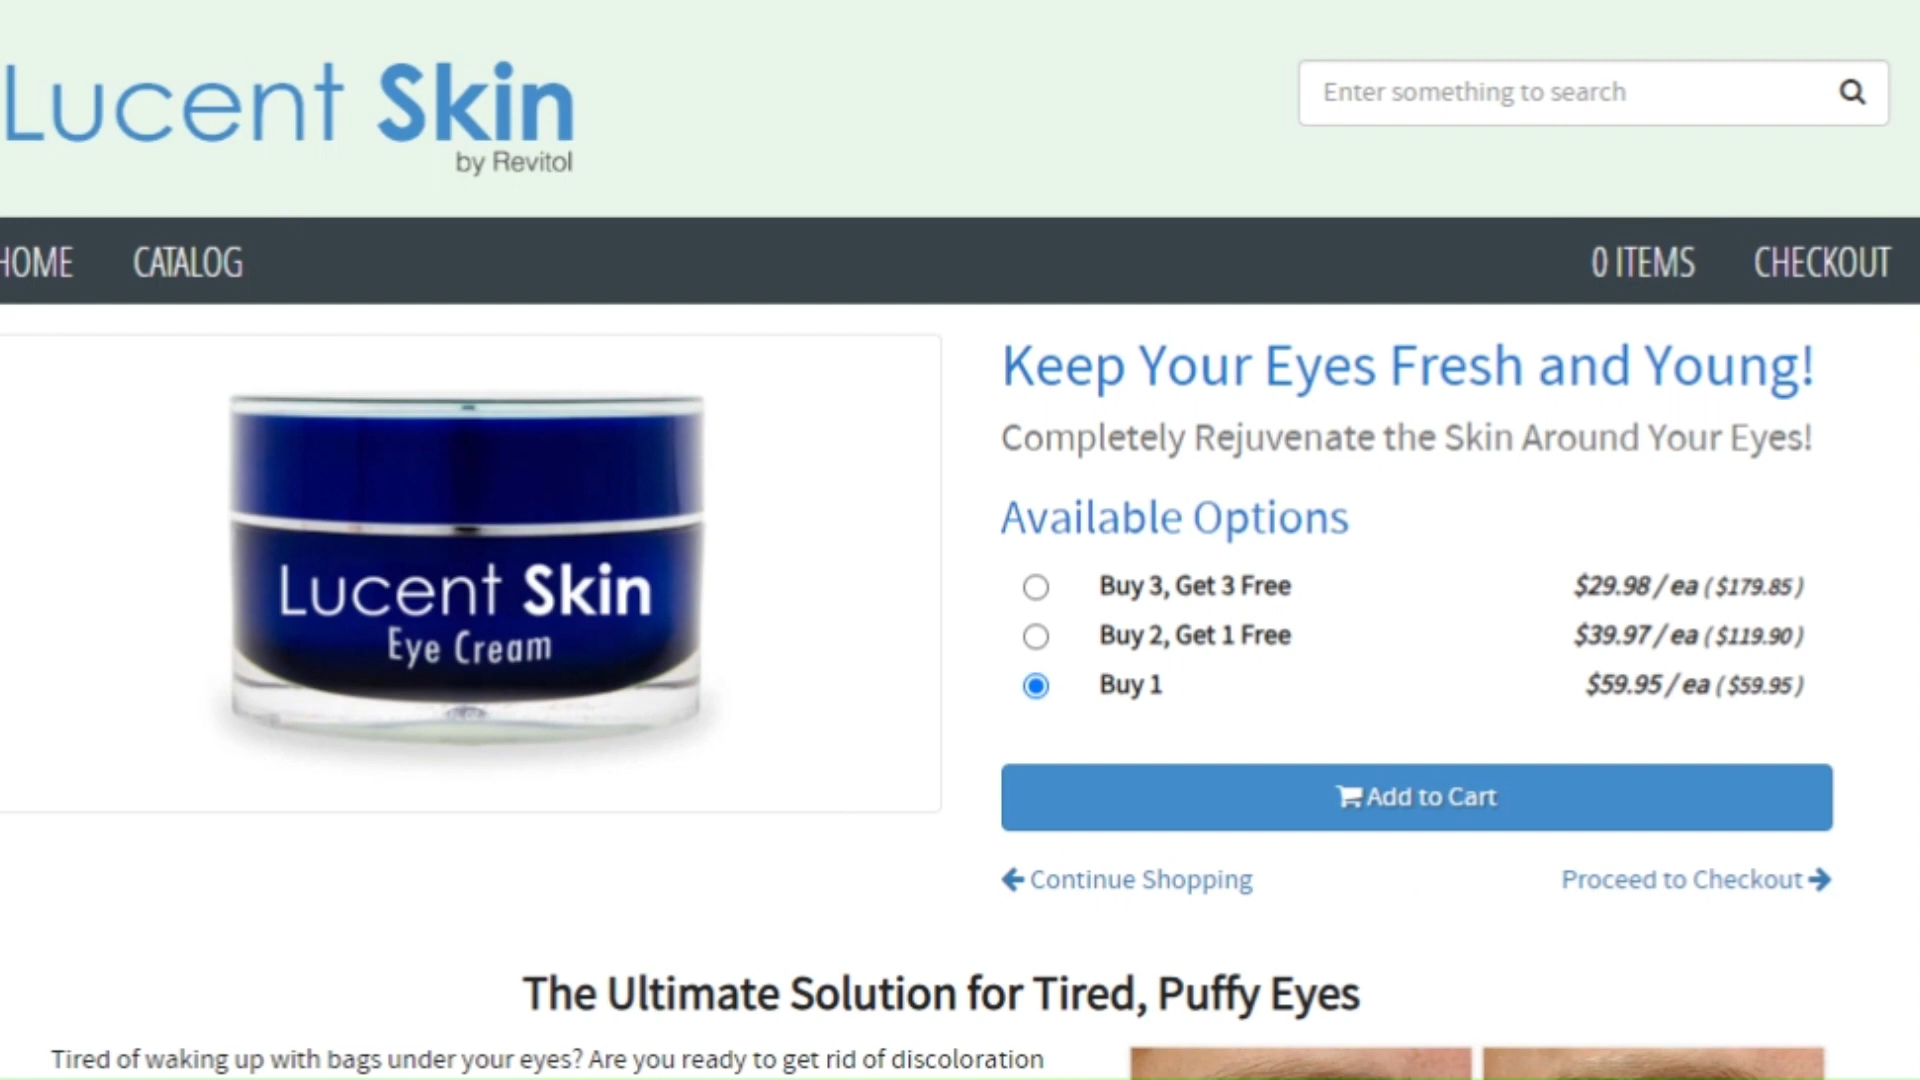 Lucent Skin
by Revitol
Enter something to search
HOME CATALOG 0 ITEMS CHECKOUT
Lucent Skin
Eye Cream
Keep Your Eyes Fresh and Young!
Completely Rejuvenate the Skin Around Your Eyes!
Available Options
Buy 3, Get 3 Free $29.98 / ea ( $179.85 )
Buy 2, Get 1 Free $39.97 / ea ( $119.90 )
Buy 1 $59.95 / ea ( $59.95 )
Add to Cart
Continue Shopping Proceed to Checkout
The Ultimate Solution for Tired, Puffy Eyes
Tired of waking up with bags under your eyes? Are you ready to get rid of discoloration